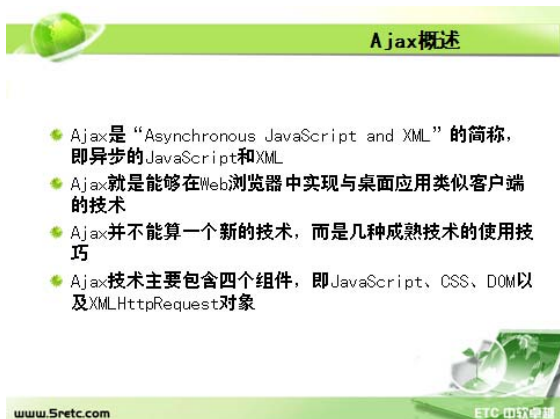 Ajax概述
Ajax是“Asynchronous JavaScript and XML”的简称，
即异步的JavaScript和XML
Ajax就是能够在Web浏览器中实现与桌面应用类似客户端
的技术
Ajax并不能算一个新的技术，而是几种成熟技术的使用技
巧
Ajax技术主要包含四个组件，即JavaScript、CSS、DOM以
及XMLHttpRequest对象
www.5retc.com
ETC 中软卓越